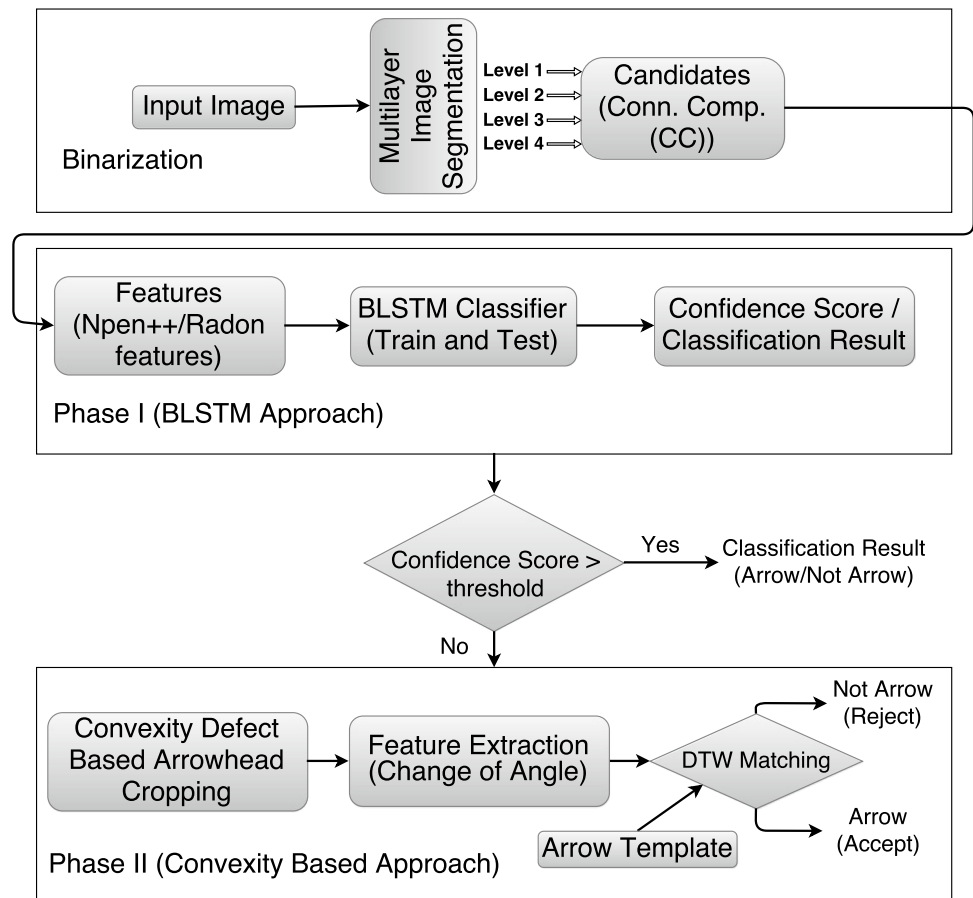 Input Image
Multilayer
Image
Segmentation
Level 1
Level 2
Level 3
Level 4
Candidates
(Conn. Comp.
(CC))
Binarization
Features
(Npen++/Radon
features)
BLSTM Classifier
(Train and Test)
Confidence Score /
Classification Result
Phase I (BLSTM Approach)
Confidence Score >
threshold
Yes
Classification Result
(Arrow/Not Arrow)
No
Convexity Defect
Based Arrowhead
Cropping
Feature Extraction
(Change of Angle)
DTW Matching
Not Arrow
(Reject)
Arrow
(Accept)
Arrow Template
Phase II (Convexity Based Approach)